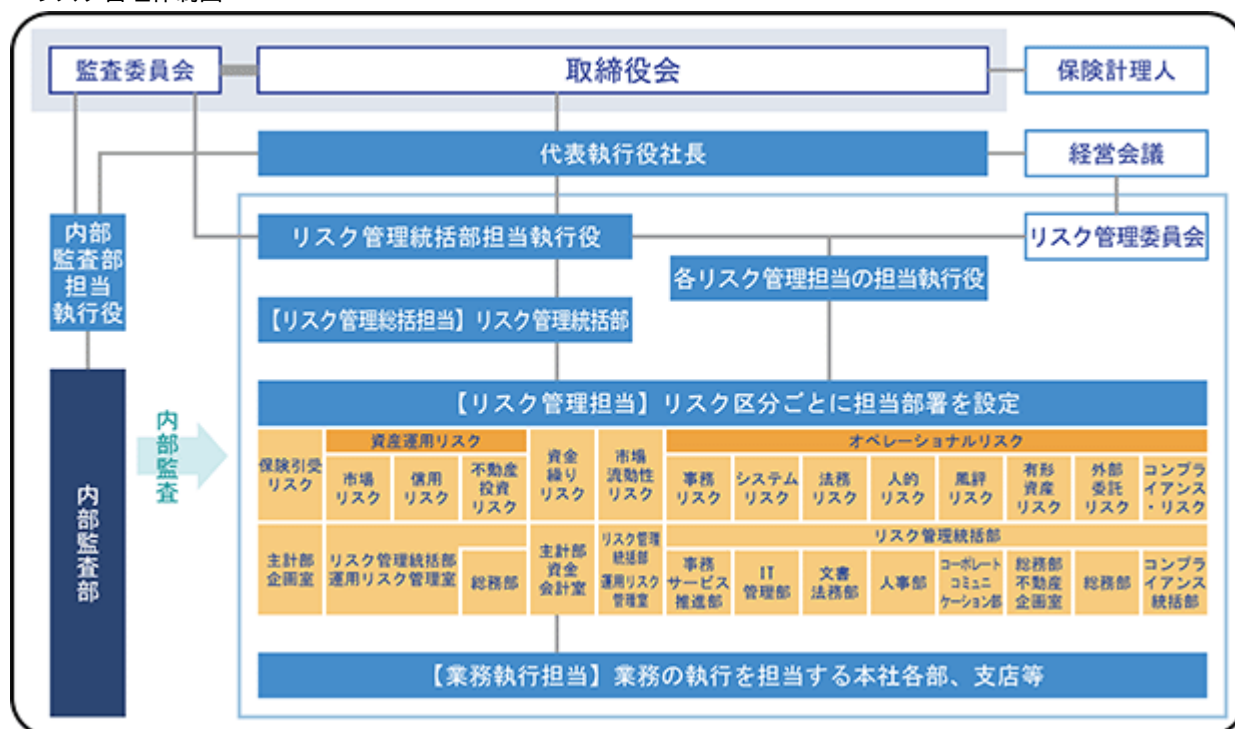 監査委員会
取締役会
保険計理人
代表執行役社長
経営会議
内部
監査部
担当
執行役
リスク管理統括部担当執行役
リスク管理委員会
各リスク管理担当の担当執行役
【リスク管理総括担当】リスク管理統括部
内部監査部
内部監査
【リスク管理担当】リスク区分ごとに担当部署を設定
保険引受
リスク
資産運用リスク
市場
リスク
信用
リスク
不動産
投資
リスク
資金
繰り
リスク
市場
流動性
リスク
オペレーショナルリスク
事務
リスク
システム
リスク
法務
リスク
人的
リスク
風評
リスク
有形
資産
リスク
外部
委託
リスク
コンプラ
イアンス
・リスク
主計部
企画室
リスク管理統括部
運用リスク管理室
総務部
主計部
資金
会計室
リスク管理
統括部
運用リスク
管理室
リスク管理統括部
事務
サービス
推進部
IT
管理部
文書
法務部
人事部
コーポレート
コミュニ
ケーション部
総務部
不動産
企画室
総務部
コンプラ
イアンス
統括部
【業務執行担当】業務の執行を担当する本社各部、支店等